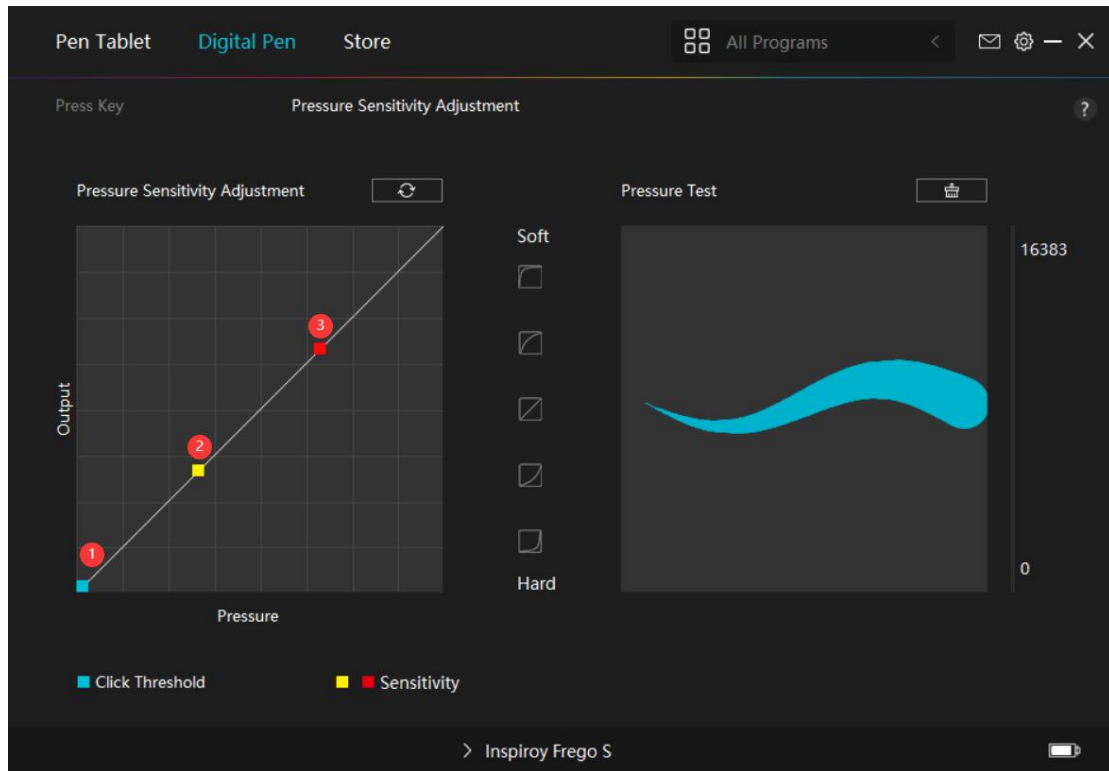 Pen Tablet Digital Pen Store All Programs
Press Key Pressure Sensitivity Adjustment ?
Pressure Sensitivity Adjustment Pressure Test
Soft
16383
3
Output
2
1
0
Hard
Pressure
Click Threshold Sensitivity
Inspiroy Frego S